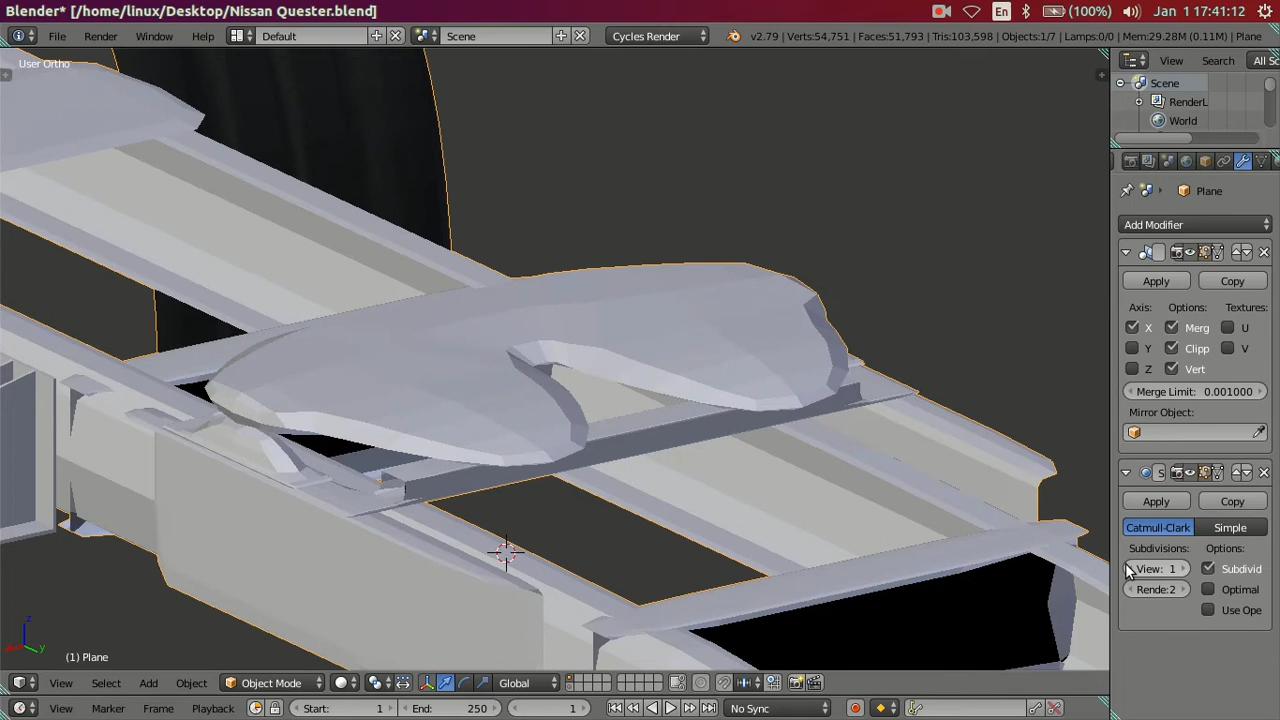 Blender* [/home/linux/Desktop/Nissan Quester.blend]
En (100%) Jan 1 17:41:12
File Render Window Help Default Scene Cycles Render v2.79 | Verts:54,751 | Faces:51,793 | Tris:103,598 | Objects:1/7 | Lamps:0/0 | Mem:29.28M (0.11M) | Plane
View Search All Sc
User Ortho
Scene
RenderL
World
Plane
Add Modifier
Apply Copy
Axis: Options: Textures:
X Merg U
Y Clipp V
Z Vert
Merge Limit: 0.001000
Mirror Object:
S
Apply Copy
Catmull-Clark Simple
Subdivisions: Options:
View: 1 Subdivid
Rende:2 Optimal
Use Ope
z
y
(1) Plane
View Select Add Object Object Mode Global
View Marker Frame Playback Start: 1 End: 250 1 No Sync